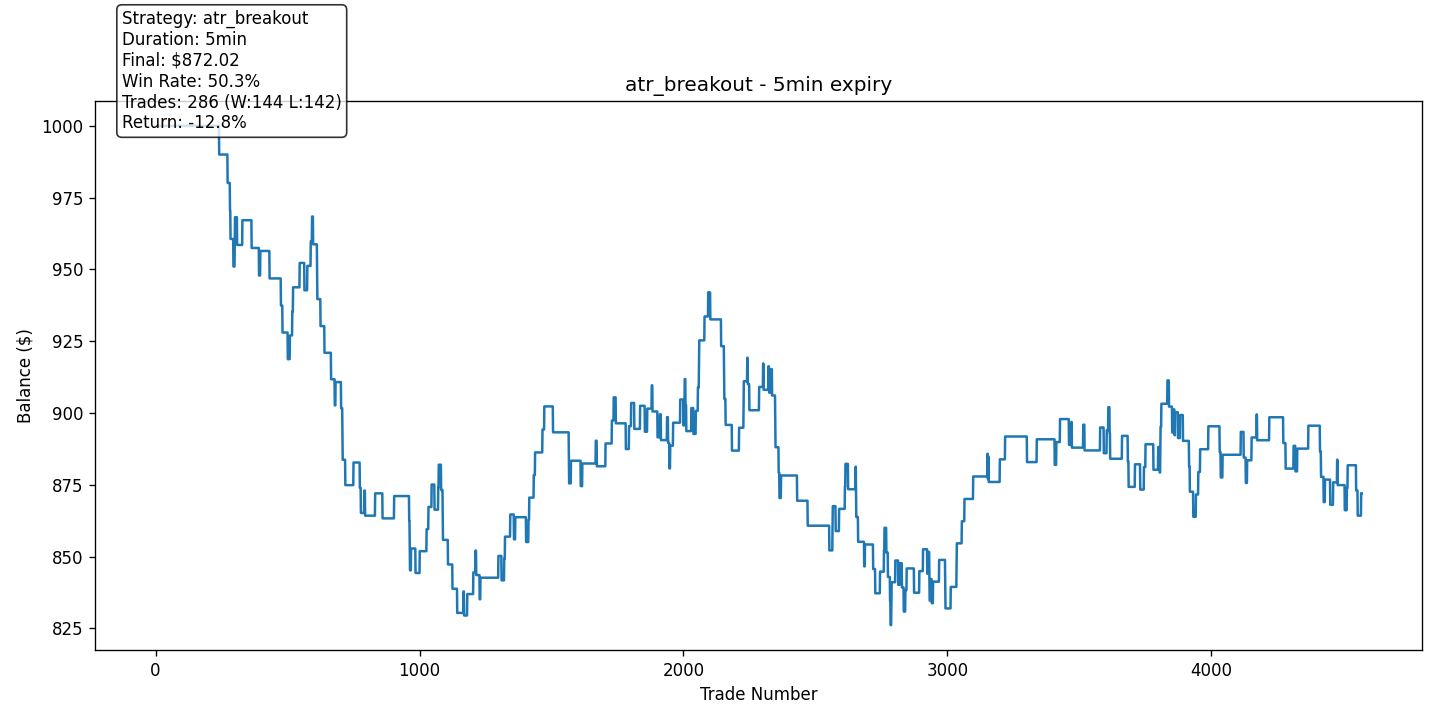 Strategy: atr_breakout
Duration: 5min
Final: $872.02
Win Rate: 50.3%
Trades: 286 (W:144 L:142)
Return: -12.8%
atr_breakout - 5min expiry
1000
975
950
925
900
875
850
825
Balance ($)
0 1000 2000 3000 4000
Trade Number